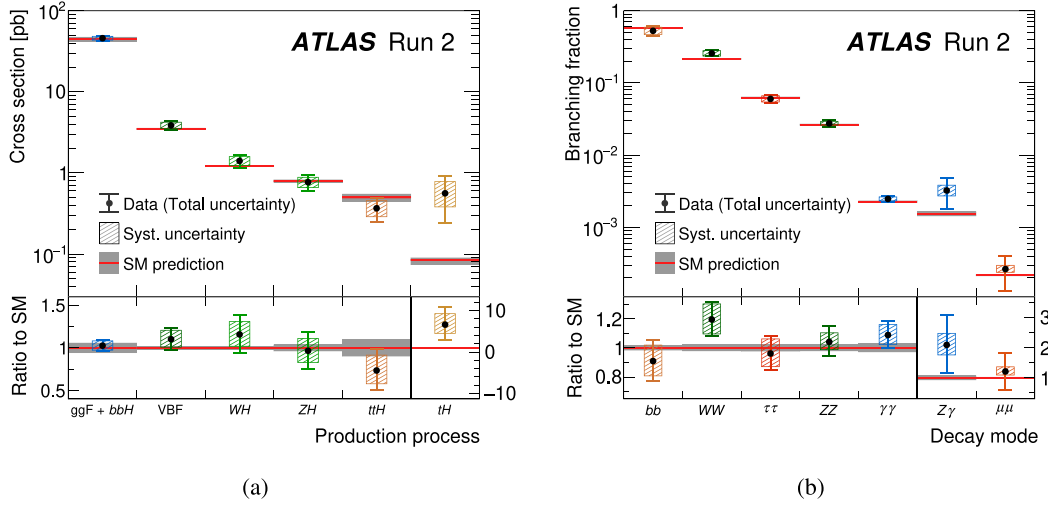 Cross section [pb]
10²
10
1
10⁻¹
ATLAS Run 2
Data (Total uncertainty)
Syst. uncertainty
SM prediction
Ratio to SM
1.5
1
0.5
10
0
−10
ggF + bbH
VBF
WH
ZH
ttH
tH
Production process
(a)
Branching fraction
1
10⁻¹
10⁻²
10⁻³
ATLAS Run 2
Data (Total uncertainty)
Syst. uncertainty
SM prediction
Ratio to SM
1.2
1
0.8
3
2
1
bb
WW
ττ
ZZ
γγ
Zγ
μμ
Decay mode
(b)